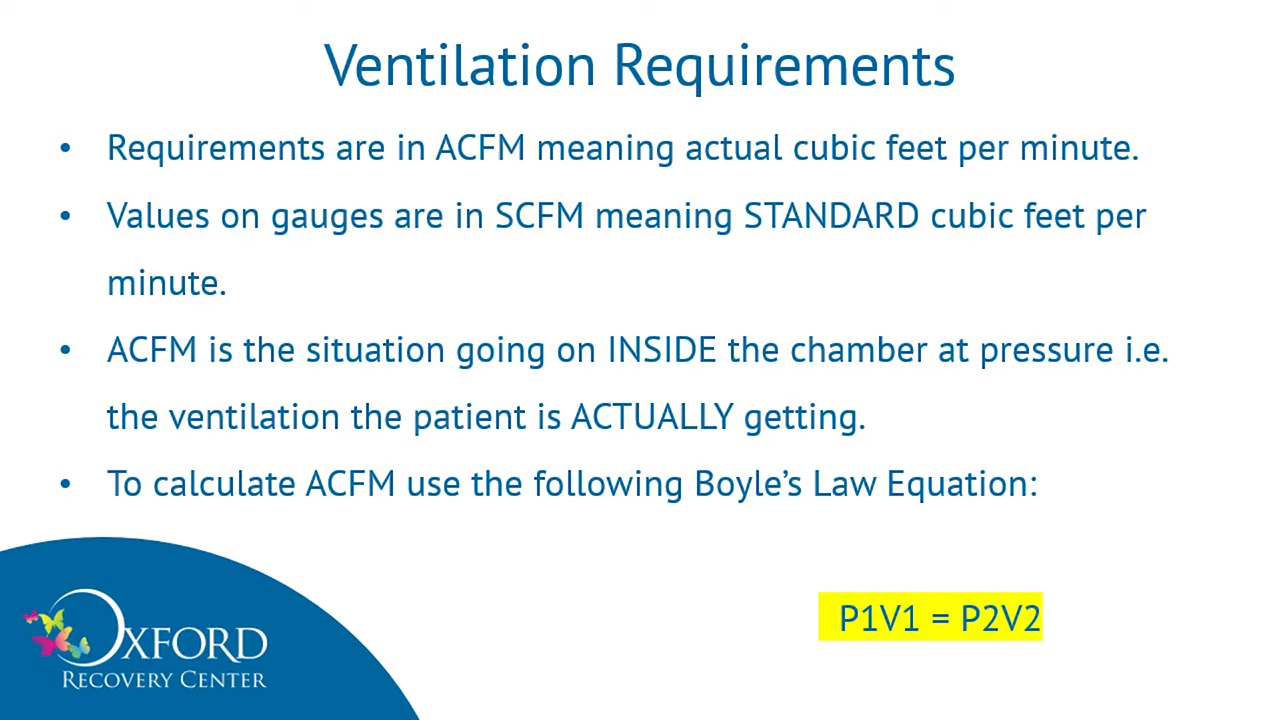 Ventilation Requirements
• Requirements are in ACFM meaning actual cubic feet per minute.
• Values on gauges are in SCFM meaning STANDARD cubic feet per
minute.
• ACFM is the situation going on INSIDE the chamber at pressure i.e.
the ventilation the patient is ACTUALLY getting.
• To calculate ACFM use the following Boyle’s Law Equation:
P1V1 = P2V2
OXFORD
RECOVERY CENTER